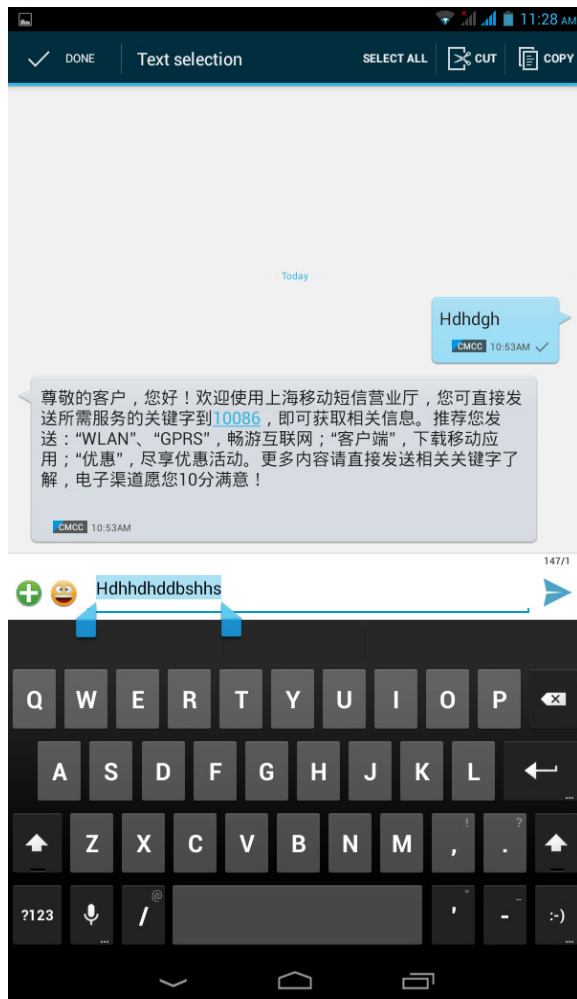 11:28 AM
DONE Text selection SELECT ALL CUT COPY
Today
Hdhdgh
CMCC 10:53AM
尊敬的客户，您好！欢迎使用上海移动短信营业厅，您可直接发
送所需服务的关键字到10086，即可获取相关信息。推荐您发
送：“WLAN”、“GPRS”，畅游互联网；“客户端”，下载移动应
用；“优惠”，尽享优惠活动。更多内容请直接发送相关关键字了
解，电子渠道愿您10分满意！
CMCC 10:53AM
147/1
Hdhhdhddbshhs
Q W E R T Y U I O P
A S D F G H J K L
...
! ?
Z X C V B N M , .
@ " _
?123 / ' - :-)
... ...